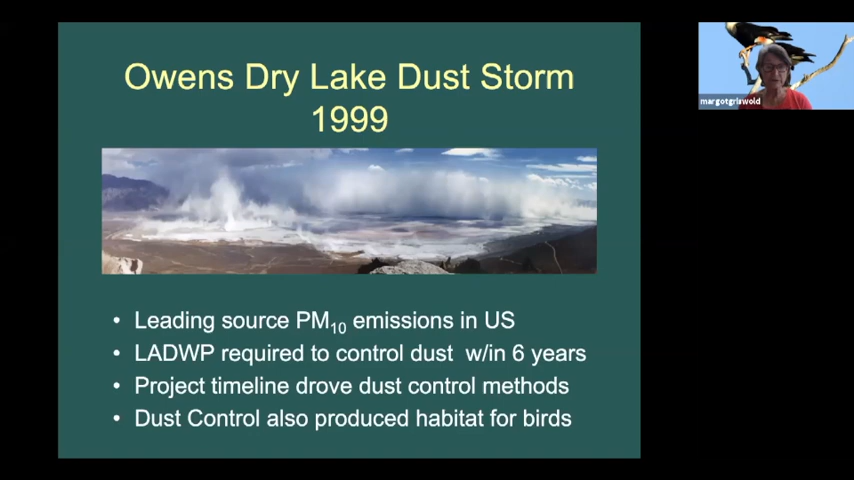 Owens Dry Lake Dust Storm
1999
margotgriswold
• Leading source PM₁₀ emissions in US
• LADWP required to control dust w/in 6 years
• Project timeline drove dust control methods
• Dust Control also produced habitat for birds